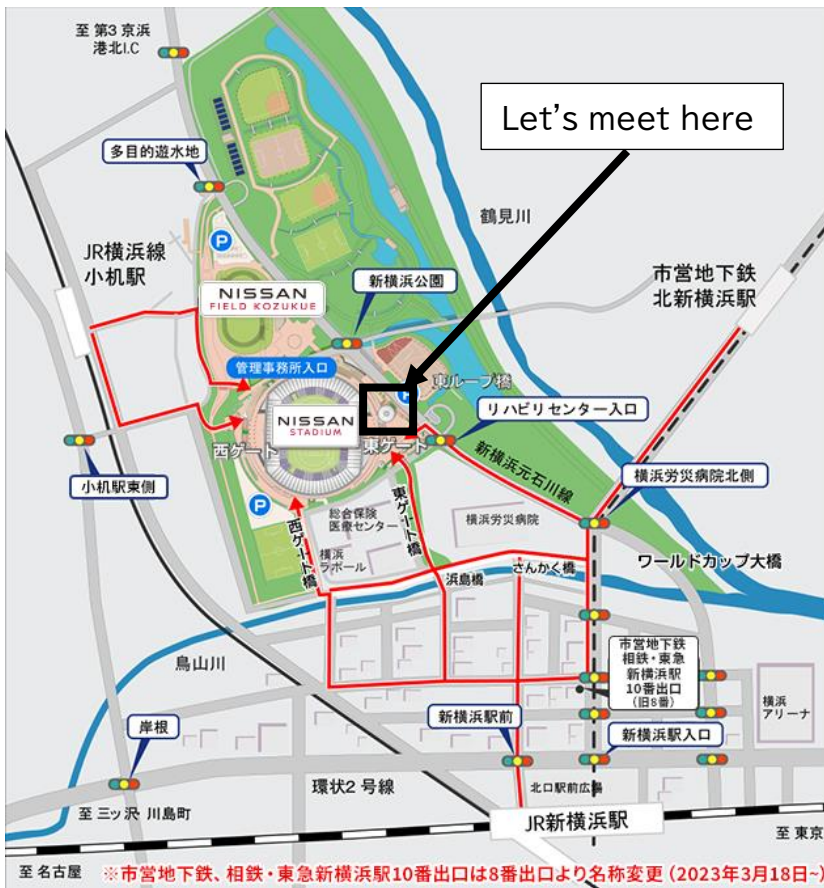 至 第3 京浜
港北I.C
Let's meet here
多目的遊水地
鶴見川
JR横浜線
小机駅
新横浜公園
市営地下鉄
北新横浜駅
P
NISSAN
FIELD KOZUKUE
管理事務所入口
P
東ループ橋
リハビリセンター入口
NISSAN
STADIUM
西ゲート
東ゲート
新横浜元石川線
小机駅東側
横浜労災病院北側
P
総合保険
医療センター
横浜労災病院
西ゲート橋
東ゲート橋
横浜
ラポール
浜島橋
さんかく橋
ワールドカップ大橋
鳥山川
市営地下鉄
相鉄・東急
新横浜駅
10番出口
(旧8番)
横浜
アリーナ
岸根
新横浜駅前
新横浜駅入口
環状2 号線
北口駅前広場
至 三ッ沢 川島町
JR新横浜駅
至 東京
至 名古屋
※市営地下鉄、相鉄・東急新横浜駅10番出口は8番出口より名称変更 (2023年3月18日~)